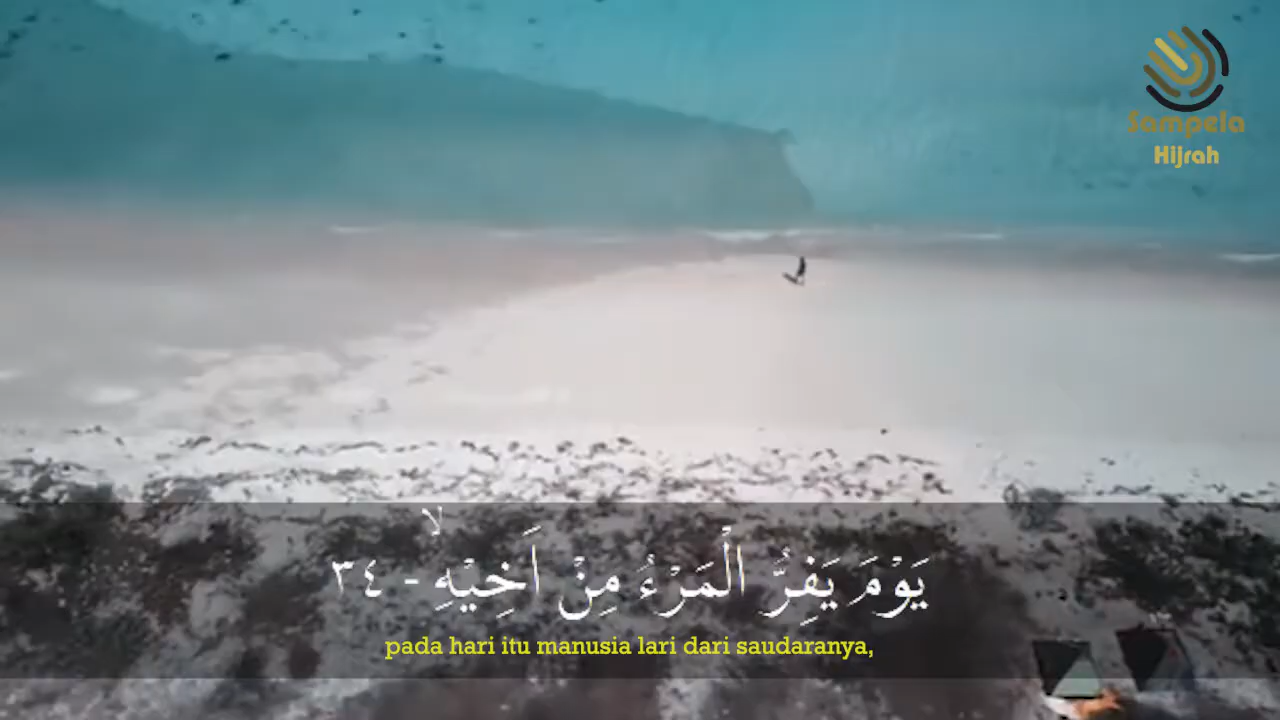 Sampela
Hijrah
يَوْمَ يَفِرُّ الْمَرْءُ مِنْ اَخِيْهِۙ - ٣٤
pada hari itu manusia lari dari saudaranya,